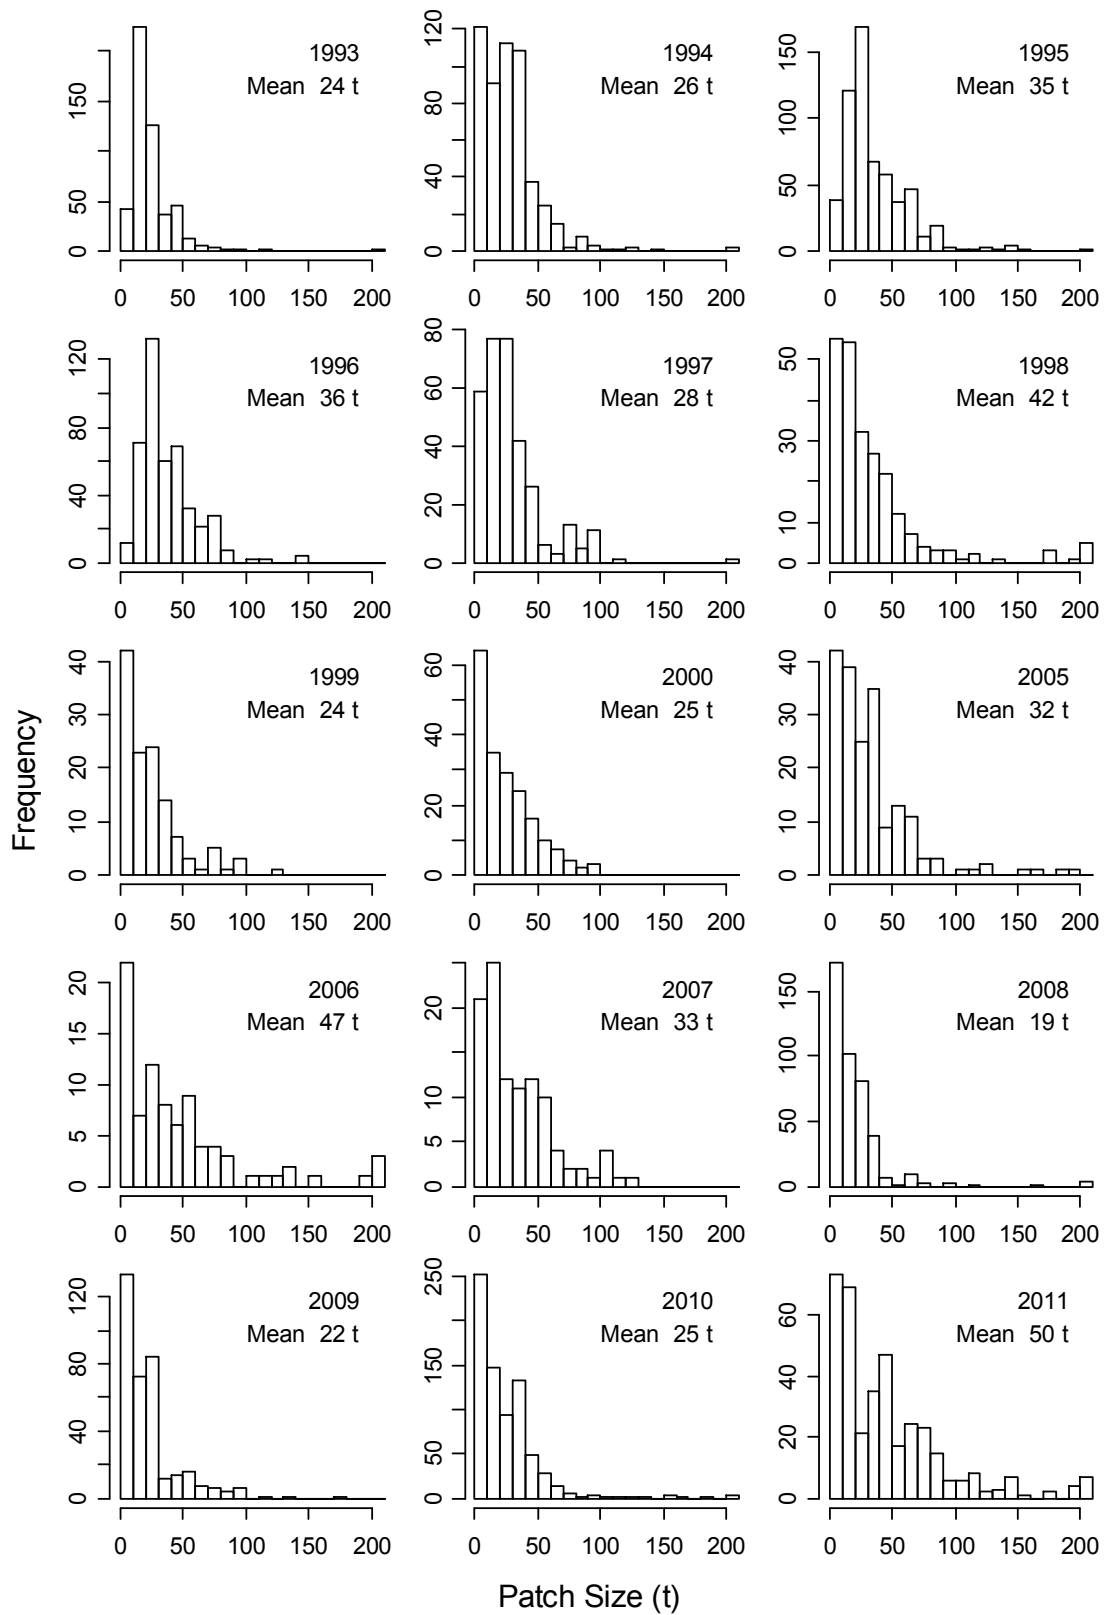 1993
Mean 24 t
0 50 150
0 50 100 150 200
1994
Mean 26 t
0 40 80 120
0 50 100 150 200
1995
Mean 35 t
0 50 100 150
0 50 100 150 200
1996
Mean 36 t
0 40 80 120
0 50 100 150 200
1997
Mean 28 t
0 20 40 60 80
0 50 100 150 200
1998
Mean 42 t
0 10 30 50
0 50 100 150 200
Frequency
1999
Mean 24 t
0 10 20 30 40
0 50 100 150 200
2000
Mean 25 t
0 20 40 60
0 50 100 150 200
2005
Mean 32 t
0 10 20 30 40
0 50 100 150 200
2006
Mean 47 t
0 5 10 15 20
0 50 100 150 200
2007
Mean 33 t
0 5 10 20
0 50 100 150 200
2008
Mean 19 t
0 50 100 150
0 50 100 150 200
2009
Mean 22 t
0 40 80 120
0 50 100 150 200
2010
Mean 25 t
0 50 150 250
0 50 100 150 200
2011
Mean 50 t
0 20 40 60
0 50 100 150 200
Patch Size (t)